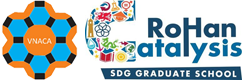 VNACA
RoHan
Catalysis
SDG GRADUATE SCHOOL